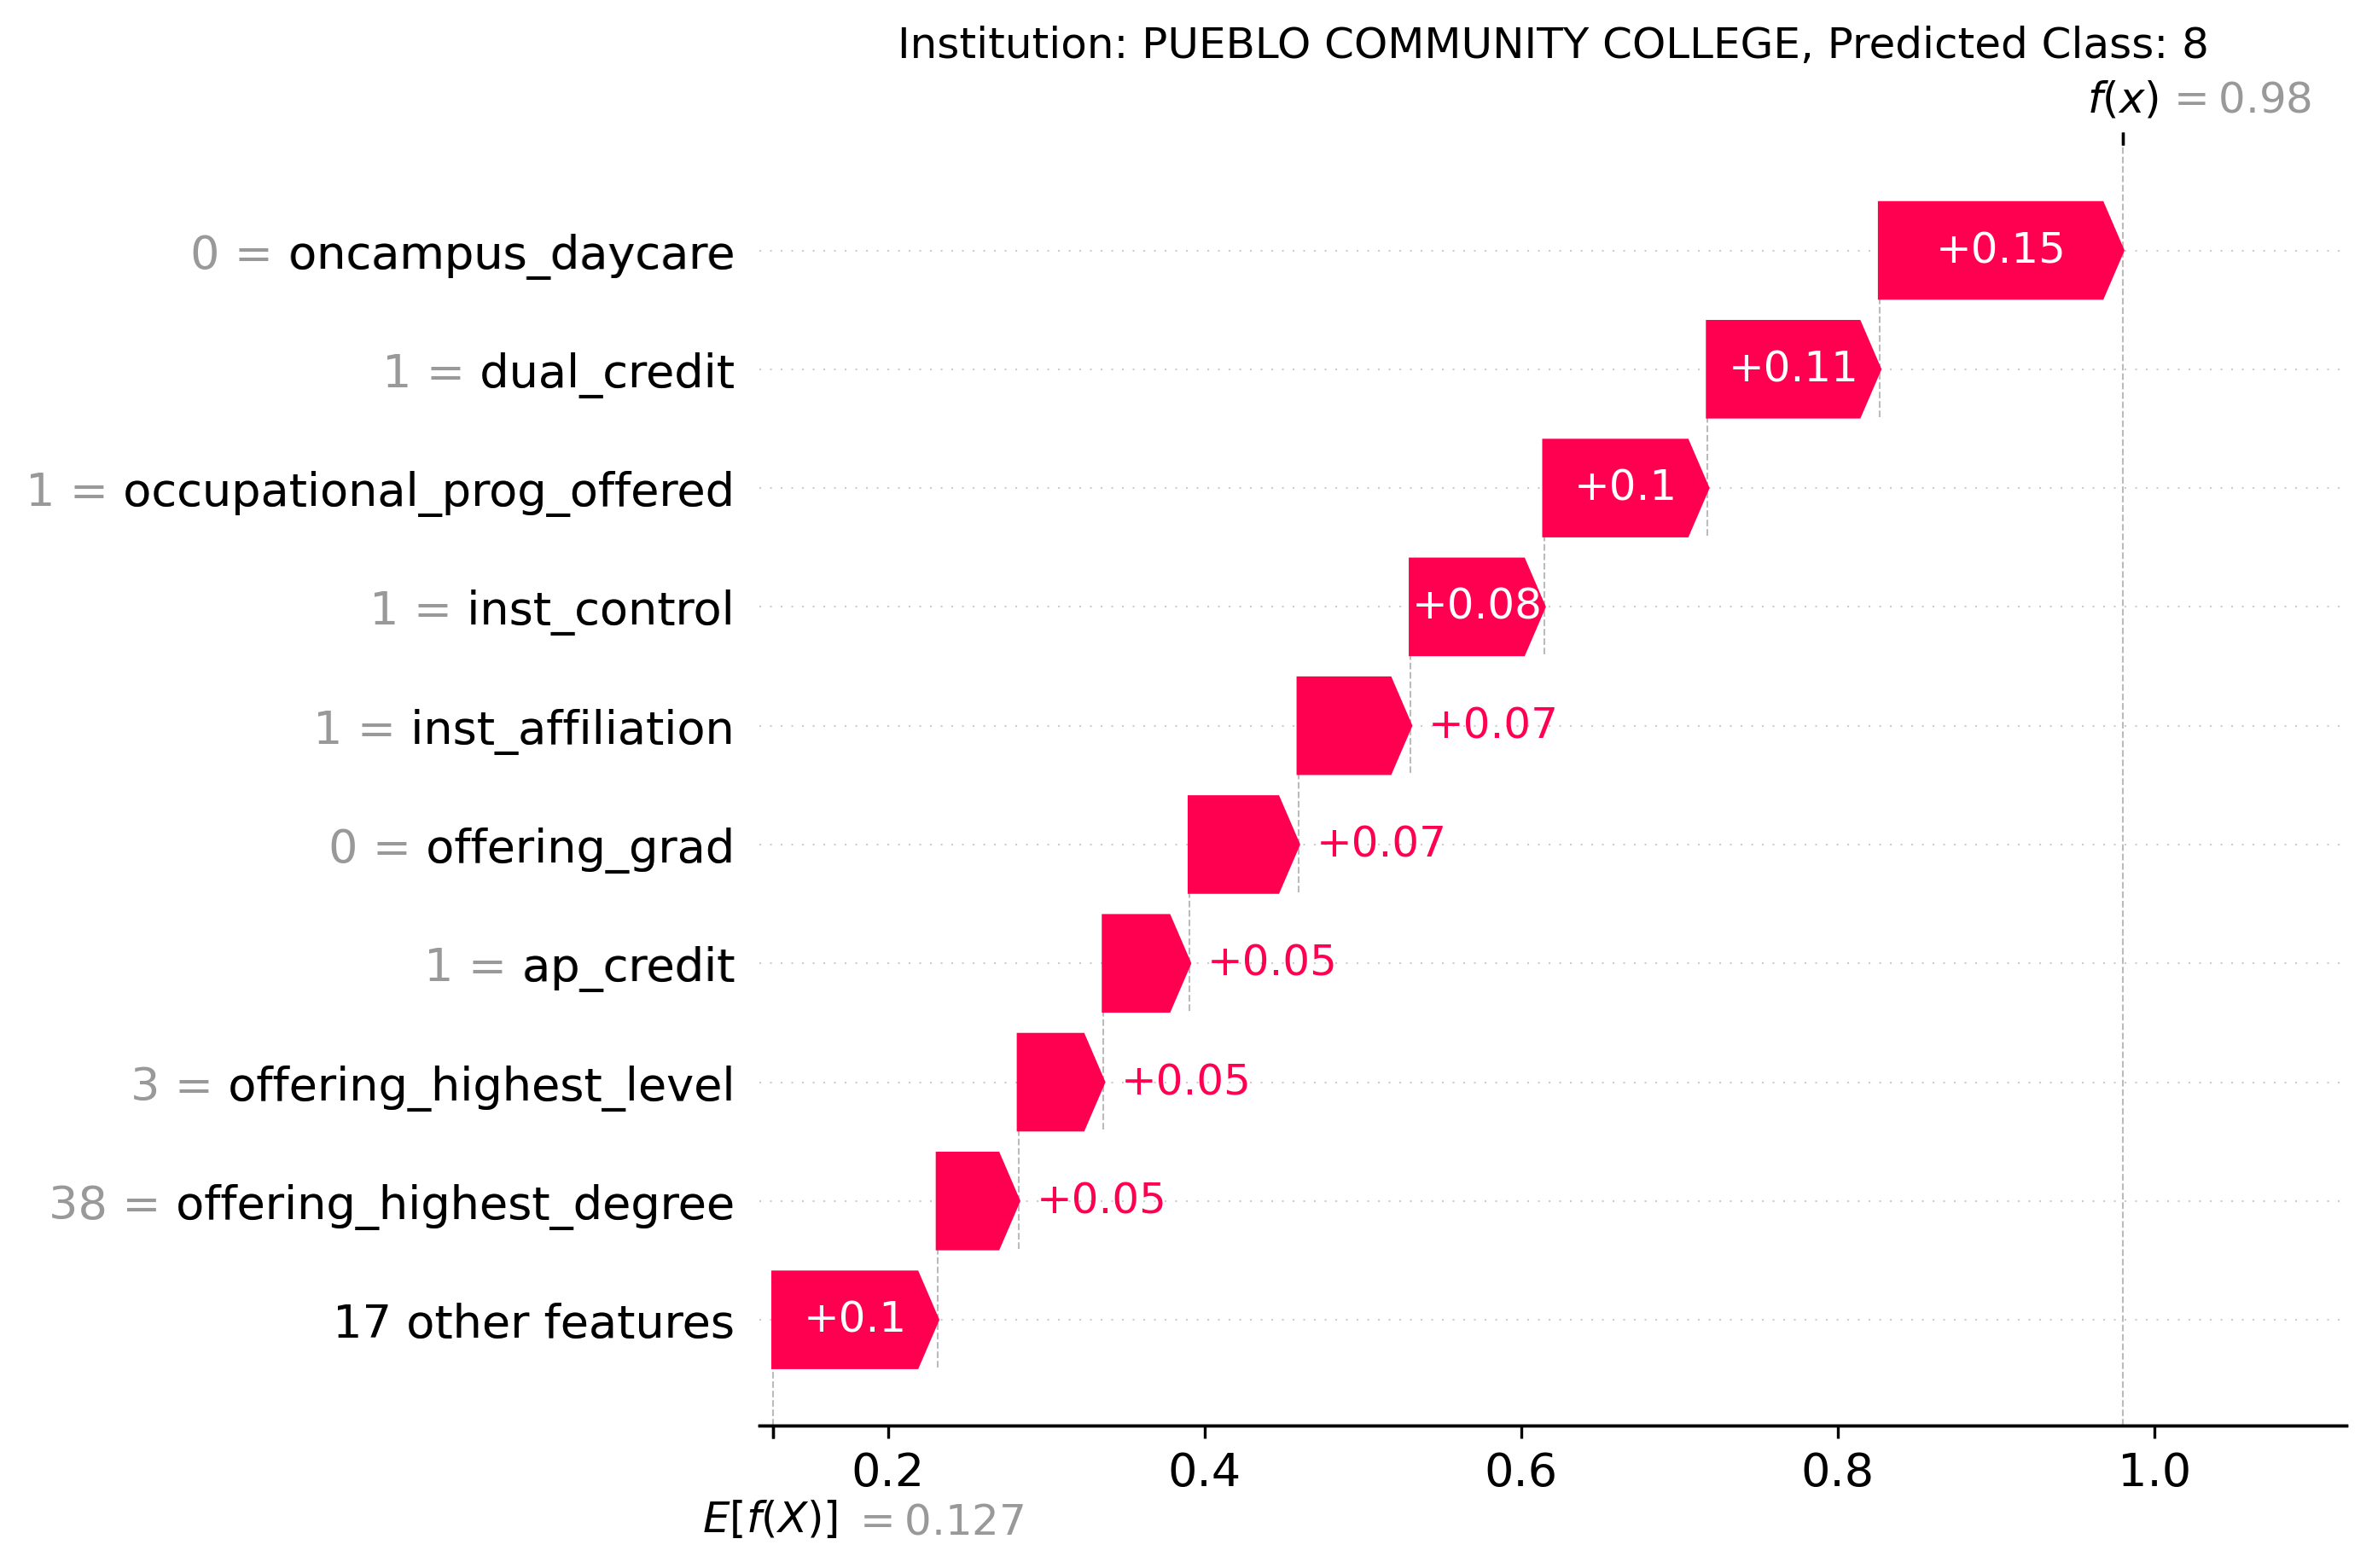 Institution: PUEBLO COMMUNITY COLLEGE, Predicted Class: 8
f(x) = 0.98
0 = oncampus_daycare +0.15
1 = dual_credit +0.11
1 = occupational_prog_offered +0.1
1 = inst_control +0.08
1 = inst_affiliation +0.07
0 = offering_grad +0.07
1 = ap_credit +0.05
3 = offering_highest_level +0.05
38 = offering_highest_degree +0.05
17 other features +0.1
0.2 0.4 0.6 0.8 1.0
E[f(X)] = 0.127